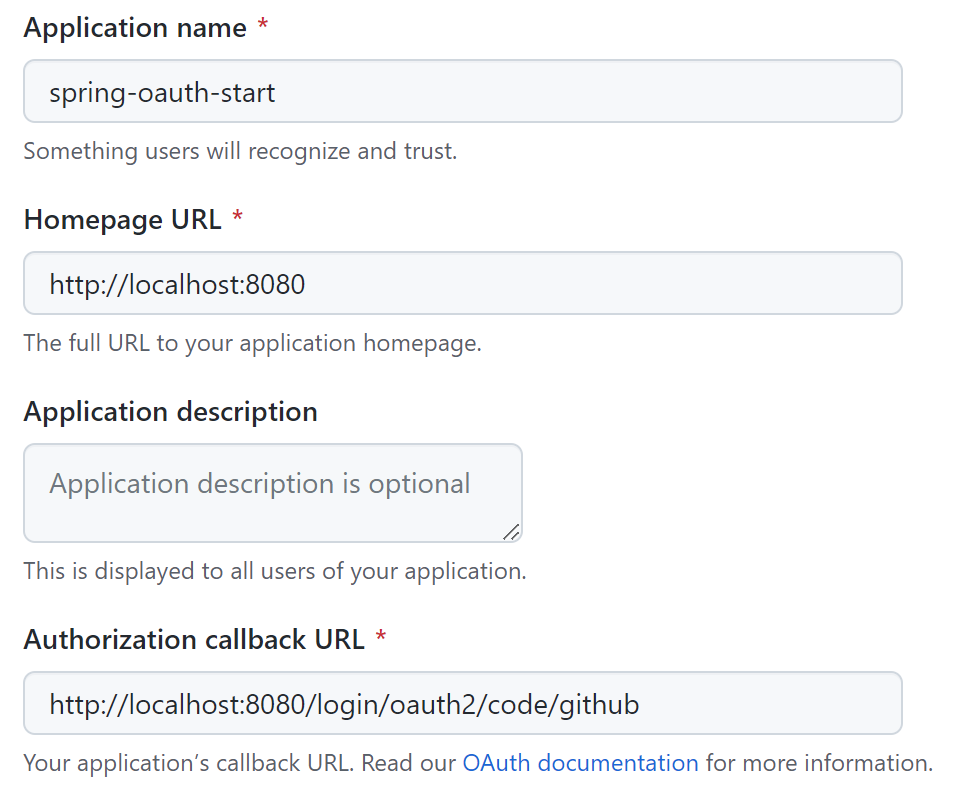 Application name *
spring-oauth-start
Something users will recognize and trust.
Homepage URL *
http://localhost:8080
The full URL to your application homepage.
Application description
Application description is optional
This is displayed to all users of your application.
Authorization callback URL *
http://localhost:8080/login/oauth2/code/github
Your application’s callback URL. Read our OAuth documentation for more information.